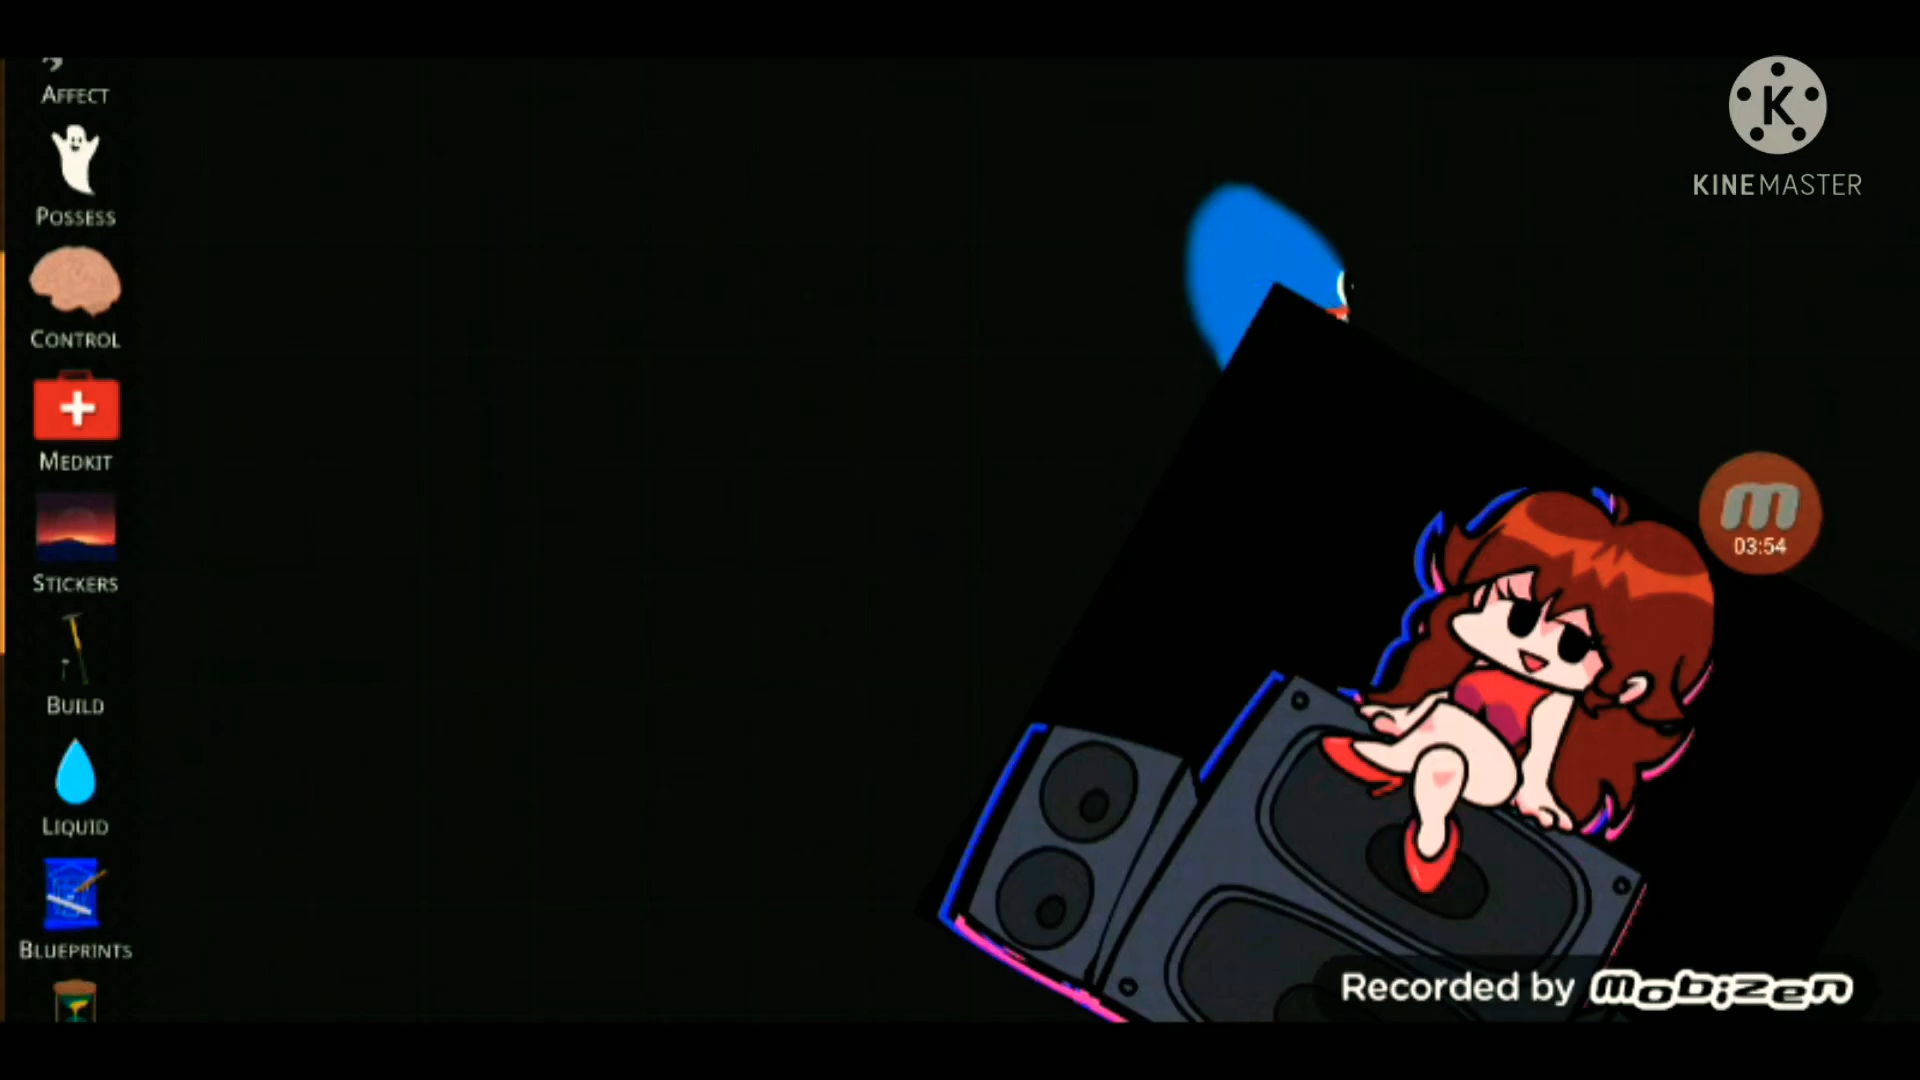 AFFECT
POSSESS
CONTROL
MEDKIT
STICKERS
BUILD
LIQUID
BLUEPRINTS
K
KINEMASTER
m
03:54
Recorded by mobizen